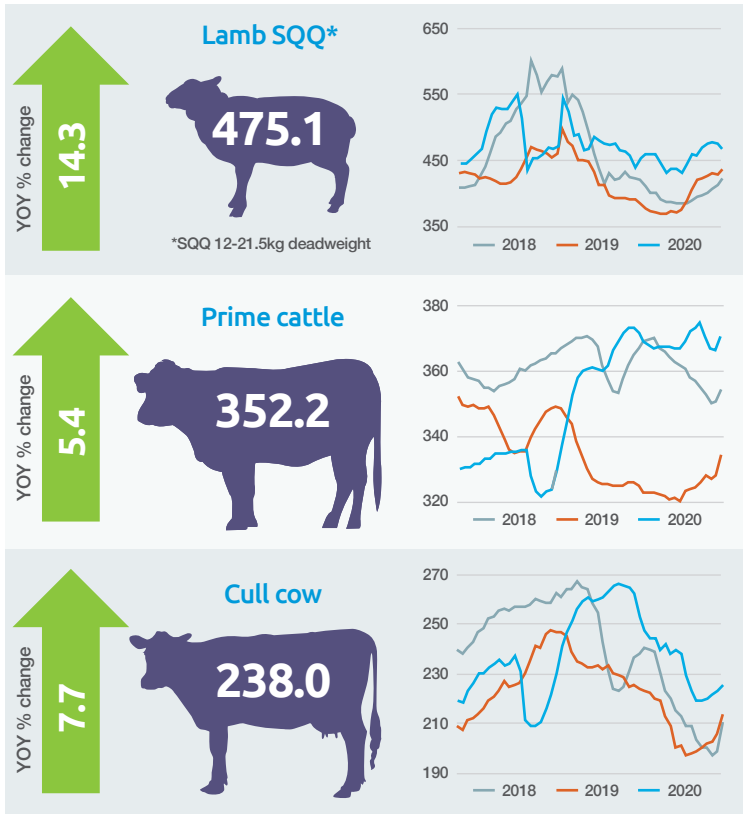 Lamb SQQ*
YOY % change
14.3
475.1
*SQQ 12-21.5kg deadweight
650
550
450
350
2018 2019 2020
Prime cattle
YOY % change
5.4
352.2
380
360
340
320
2018 2019 2020
Cull cow
YOY % change
7.7
238.0
270
250
230
210
190
2018 2019 2020